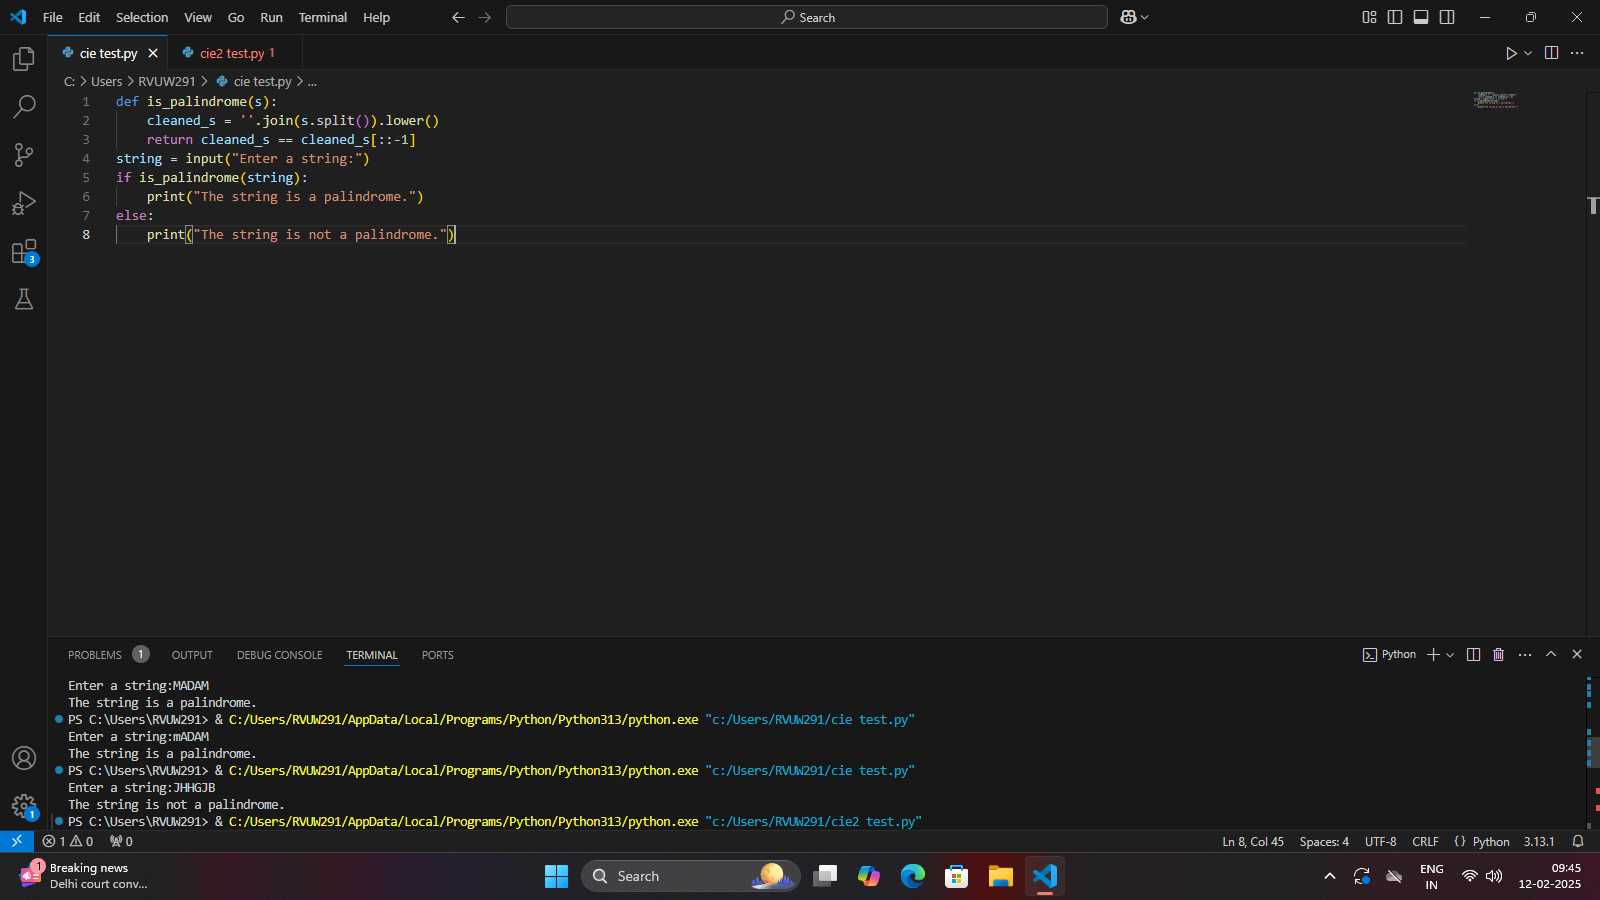 File Edit Selection View Go Run Terminal Help Search
cie test.py cie2 test.py 1
C: > Users > RVUW291 > cie test.py > ...
1 def is_palindrome(s):
2 cleaned_s = ''.join(s.split()).lower()
3 return cleaned_s == cleaned_s[::-1]
4 string = input("Enter a string:")
5 if is_palindrome(string):
6 print("The string is a palindrome.")
7 else:
8 print("The string is not a palindrome.")
PROBLEMS 1 OUTPUT DEBUG CONSOLE TERMINAL PORTS Python
Enter a string:MADAM
The string is a palindrome.
PS C:\Users\RVUW291> & C:/Users/RVUW291/AppData/Local/Programs/Python/Python313/python.exe "c:/Users/RVUW291/cie test.py"
Enter a string:mADAM
The string is a palindrome.
PS C:\Users\RVUW291> & C:/Users/RVUW291/AppData/Local/Programs/Python/Python313/python.exe "c:/Users/RVUW291/cie test.py"
Enter a string:JHHGJB
The string is not a palindrome.
PS C:\Users\RVUW291> & C:/Users/RVUW291/AppData/Local/Programs/Python/Python313/python.exe "c:/Users/RVUW291/cie2 test.py"
3
1
1 0 0 Ln 8, Col 45 Spaces: 4 UTF-8 CRLF {} Python 3.13.1
1 Breaking news
Delhi court conv...
Search
ENG
IN
09:45
12-02-2025